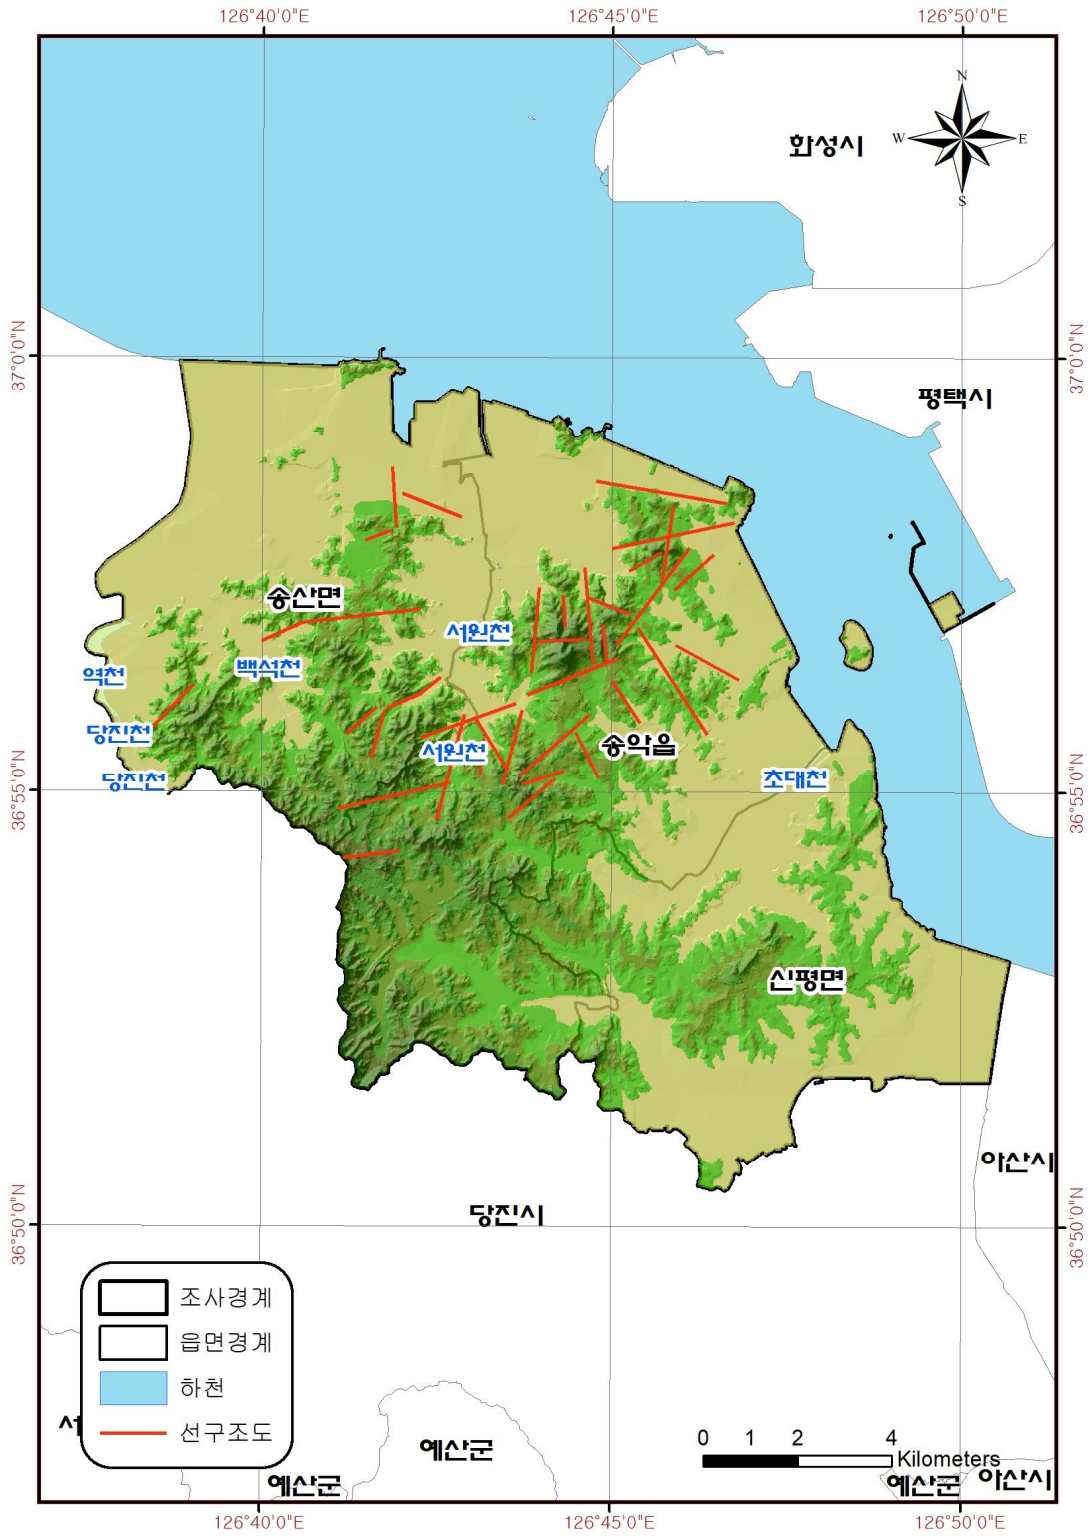 126°40'0"E
126°45'0"E
126°50'0"E
N
W
E
S
화성시
37°0'0"N
37°0'0"N
평택시
송산면
서원천
백석천
역천
당진천
서원천
송악읍
당진천
초대천
36°55'0"N
36°55'0"N
신평면
아산시
당진시
36°50'0"N
36°50'0"N
조사경계
읍면경계
하천
선구조도
서
예산군
예산군
0 1 2 4
Kilometers
예산군
아산시
126°40'0"E
126°45'0"E
126°50'0"E